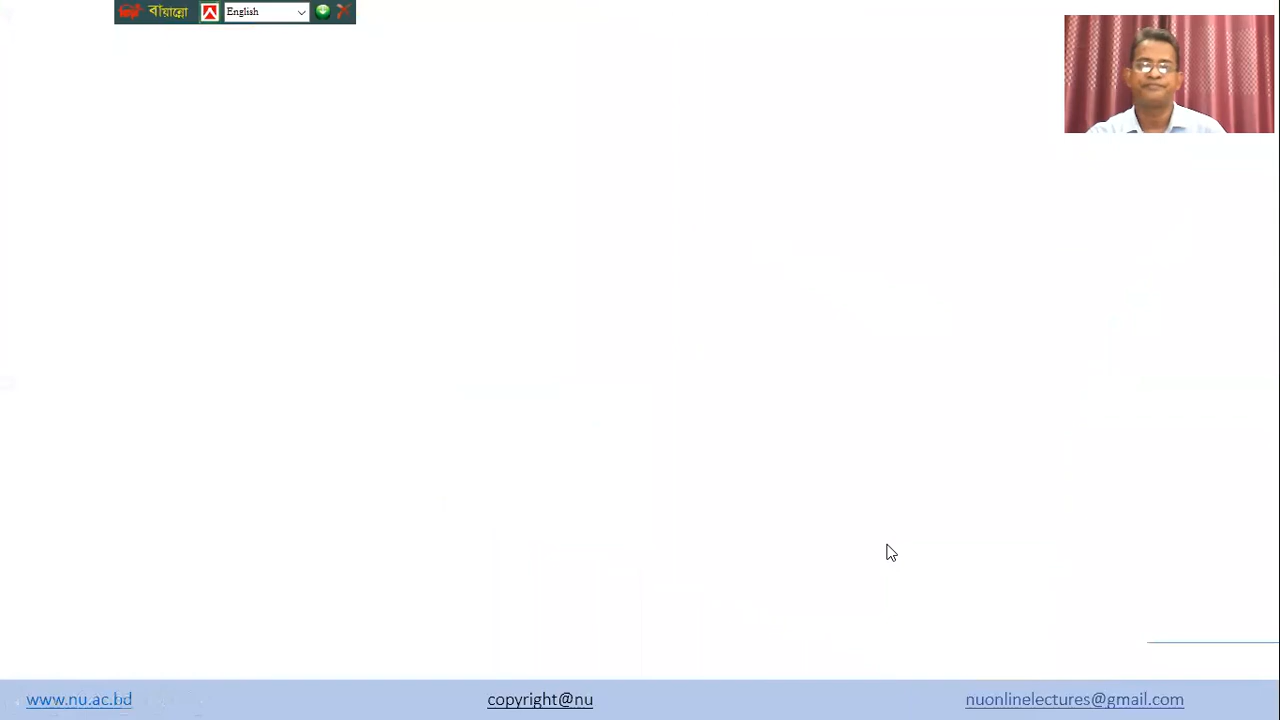 বায়ান্নো
English
www.nu.ac.bd
copyright@nu
nuonlinelectures@gmail.com